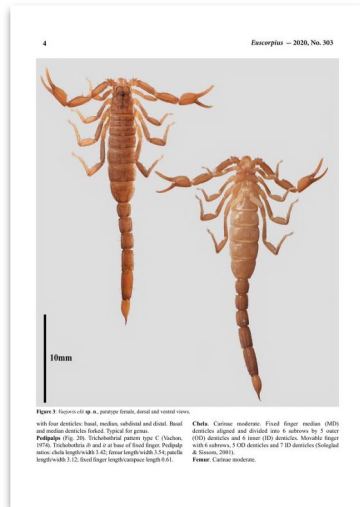 4
Euscorpius — 2020, No. 303
10mm
Figure 3: Vaejovis sp. n., paratype female, dorsal and ventral views.
with four denticles: basal, median, subdistal and distal. Basal
and median denticles forked. Typical for genus.
Pedipalps (Fig. 20). Trichobothrial pattern type C (Vachon,
1974). Trichobothria ib and it at base of fixed finger. Pedipalp
ratios: chela length/width 3.42; femur length/width 3.54; patella
length/width 3.12; fixed finger length/carapace length 0.61.
Chela. Carinae moderate. Fixed finger median (MD)
denticles aligned and divided into 6 subrows by 5 outer
(OD) denticles and 6 inner (ID) denticles. Movable finger
with 6 subrows, 5 OD denticles and 7 ID denticles (Soleglad
& Sissom, 2001).
Femur. Carinae moderate.